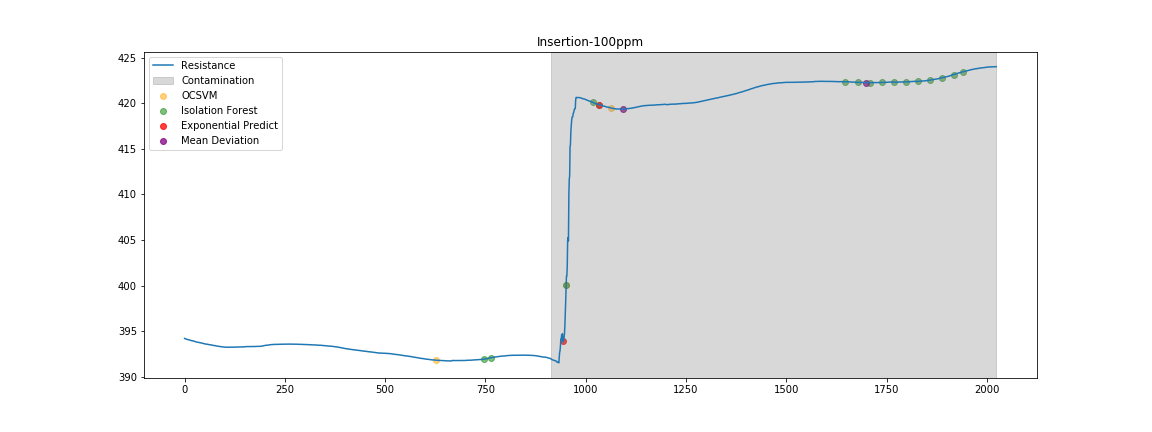 Insertion-100ppm
425
420
415
410
405
400
395
390
Resistance
Contamination
OCSVM
Isolation Forest
Exponential Predict
Mean Deviation
0 250 500 750 1000 1250 1500 1750 2000